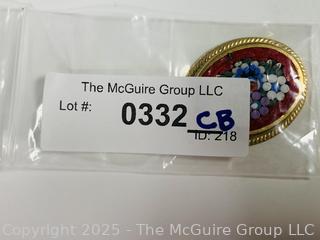 The McGuire Group LLC
Lot #:
0332 CB
ID: 218
Copyright 2025 - The McGuire Group LLC